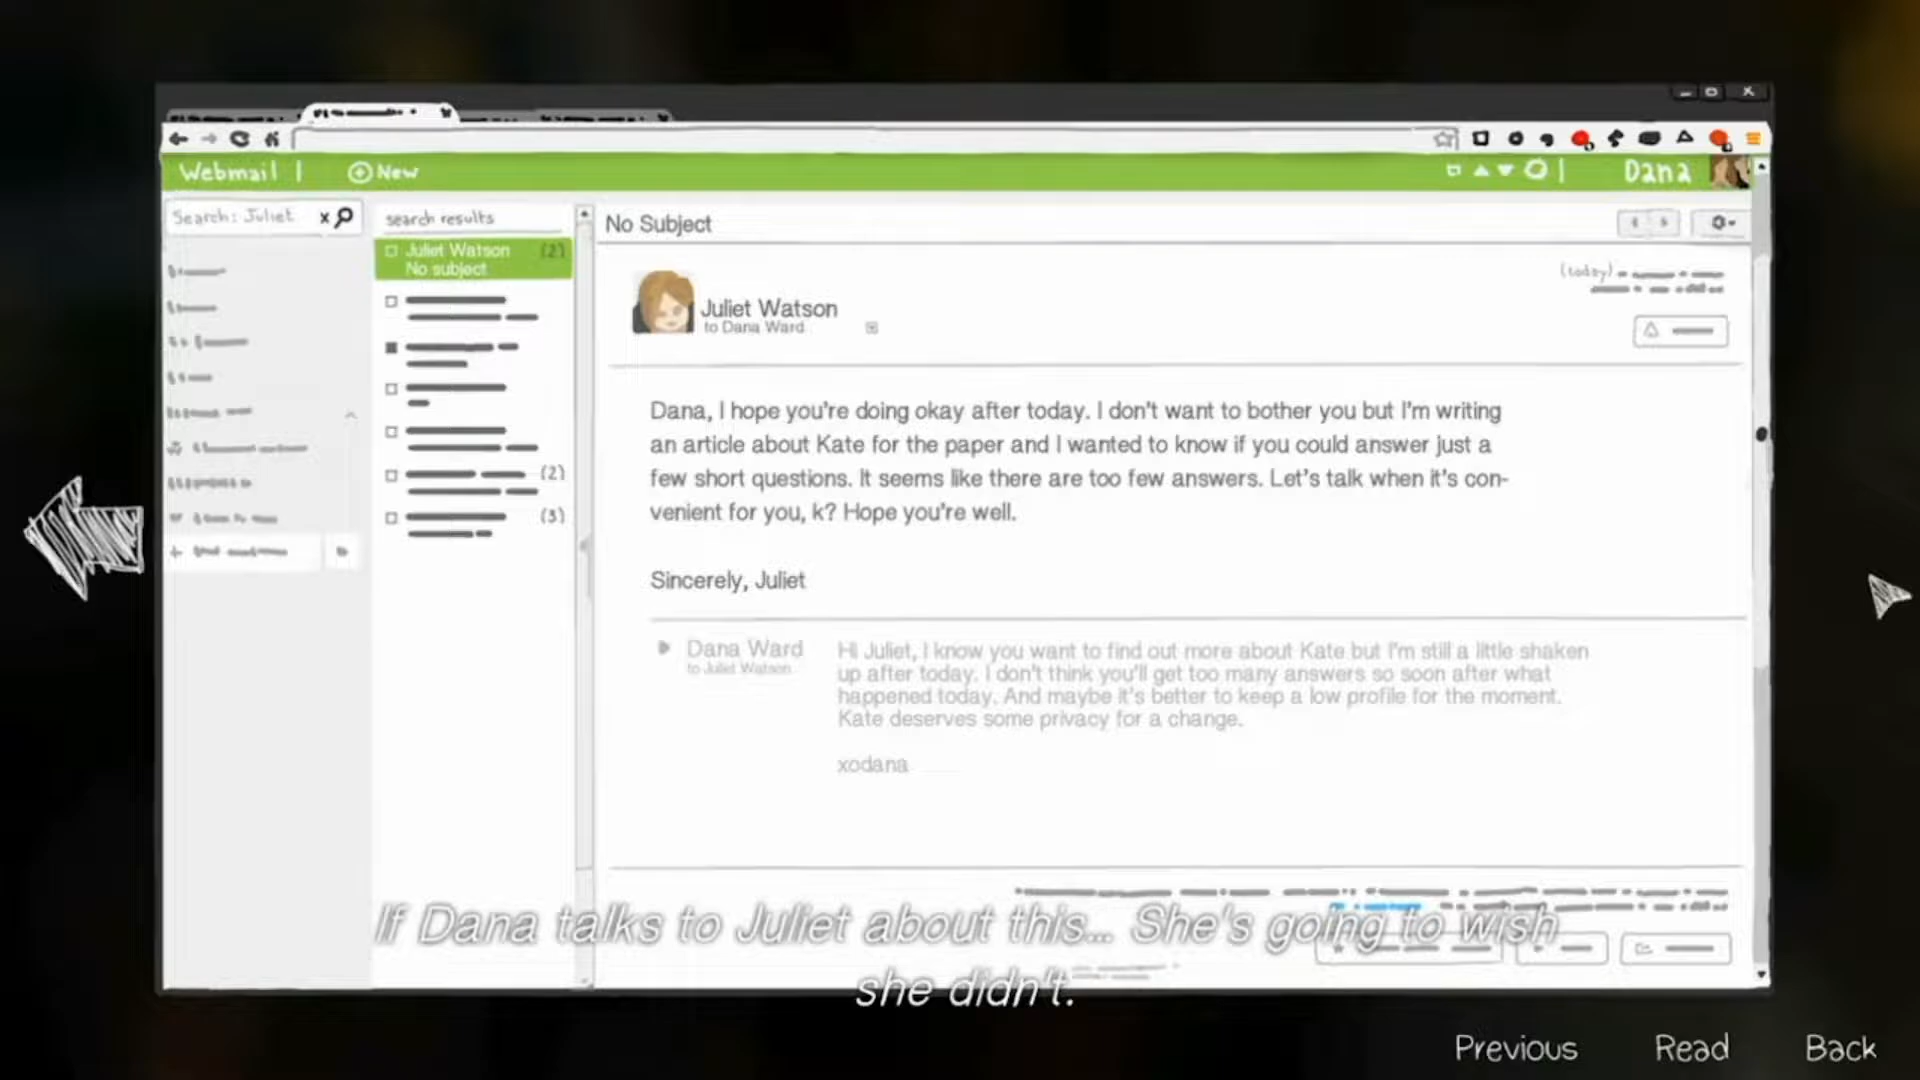 Webmail | New
Dana
Search: Juliet x
search results
Juliet Watson (2)
No subject
(2)
(3)
No Subject
(today)
Juliet Watson
to Dana Ward
Dana, I hope you're doing okay after today. I don't want to bother you but I'm writing
an article about Kate for the paper and I wanted to know if you could answer just a
few short questions. It seems like there are too few answers. Let's talk when it's con-
venient for you, k? Hope you're well.
Sincerely, Juliet
Dana Ward
to Juliet Watson
Hi Juliet, I know you want to find out more about Kate but I'm still a little shaken
up after today. I don't think you'll get too many answers so soon after what
happened today. And maybe it's better to keep a low profile for the moment.
Kate deserves some privacy for a change.
xodana
If Dana talks to Juliet about this... She's going to wish
she didn't.
Previous Read Back